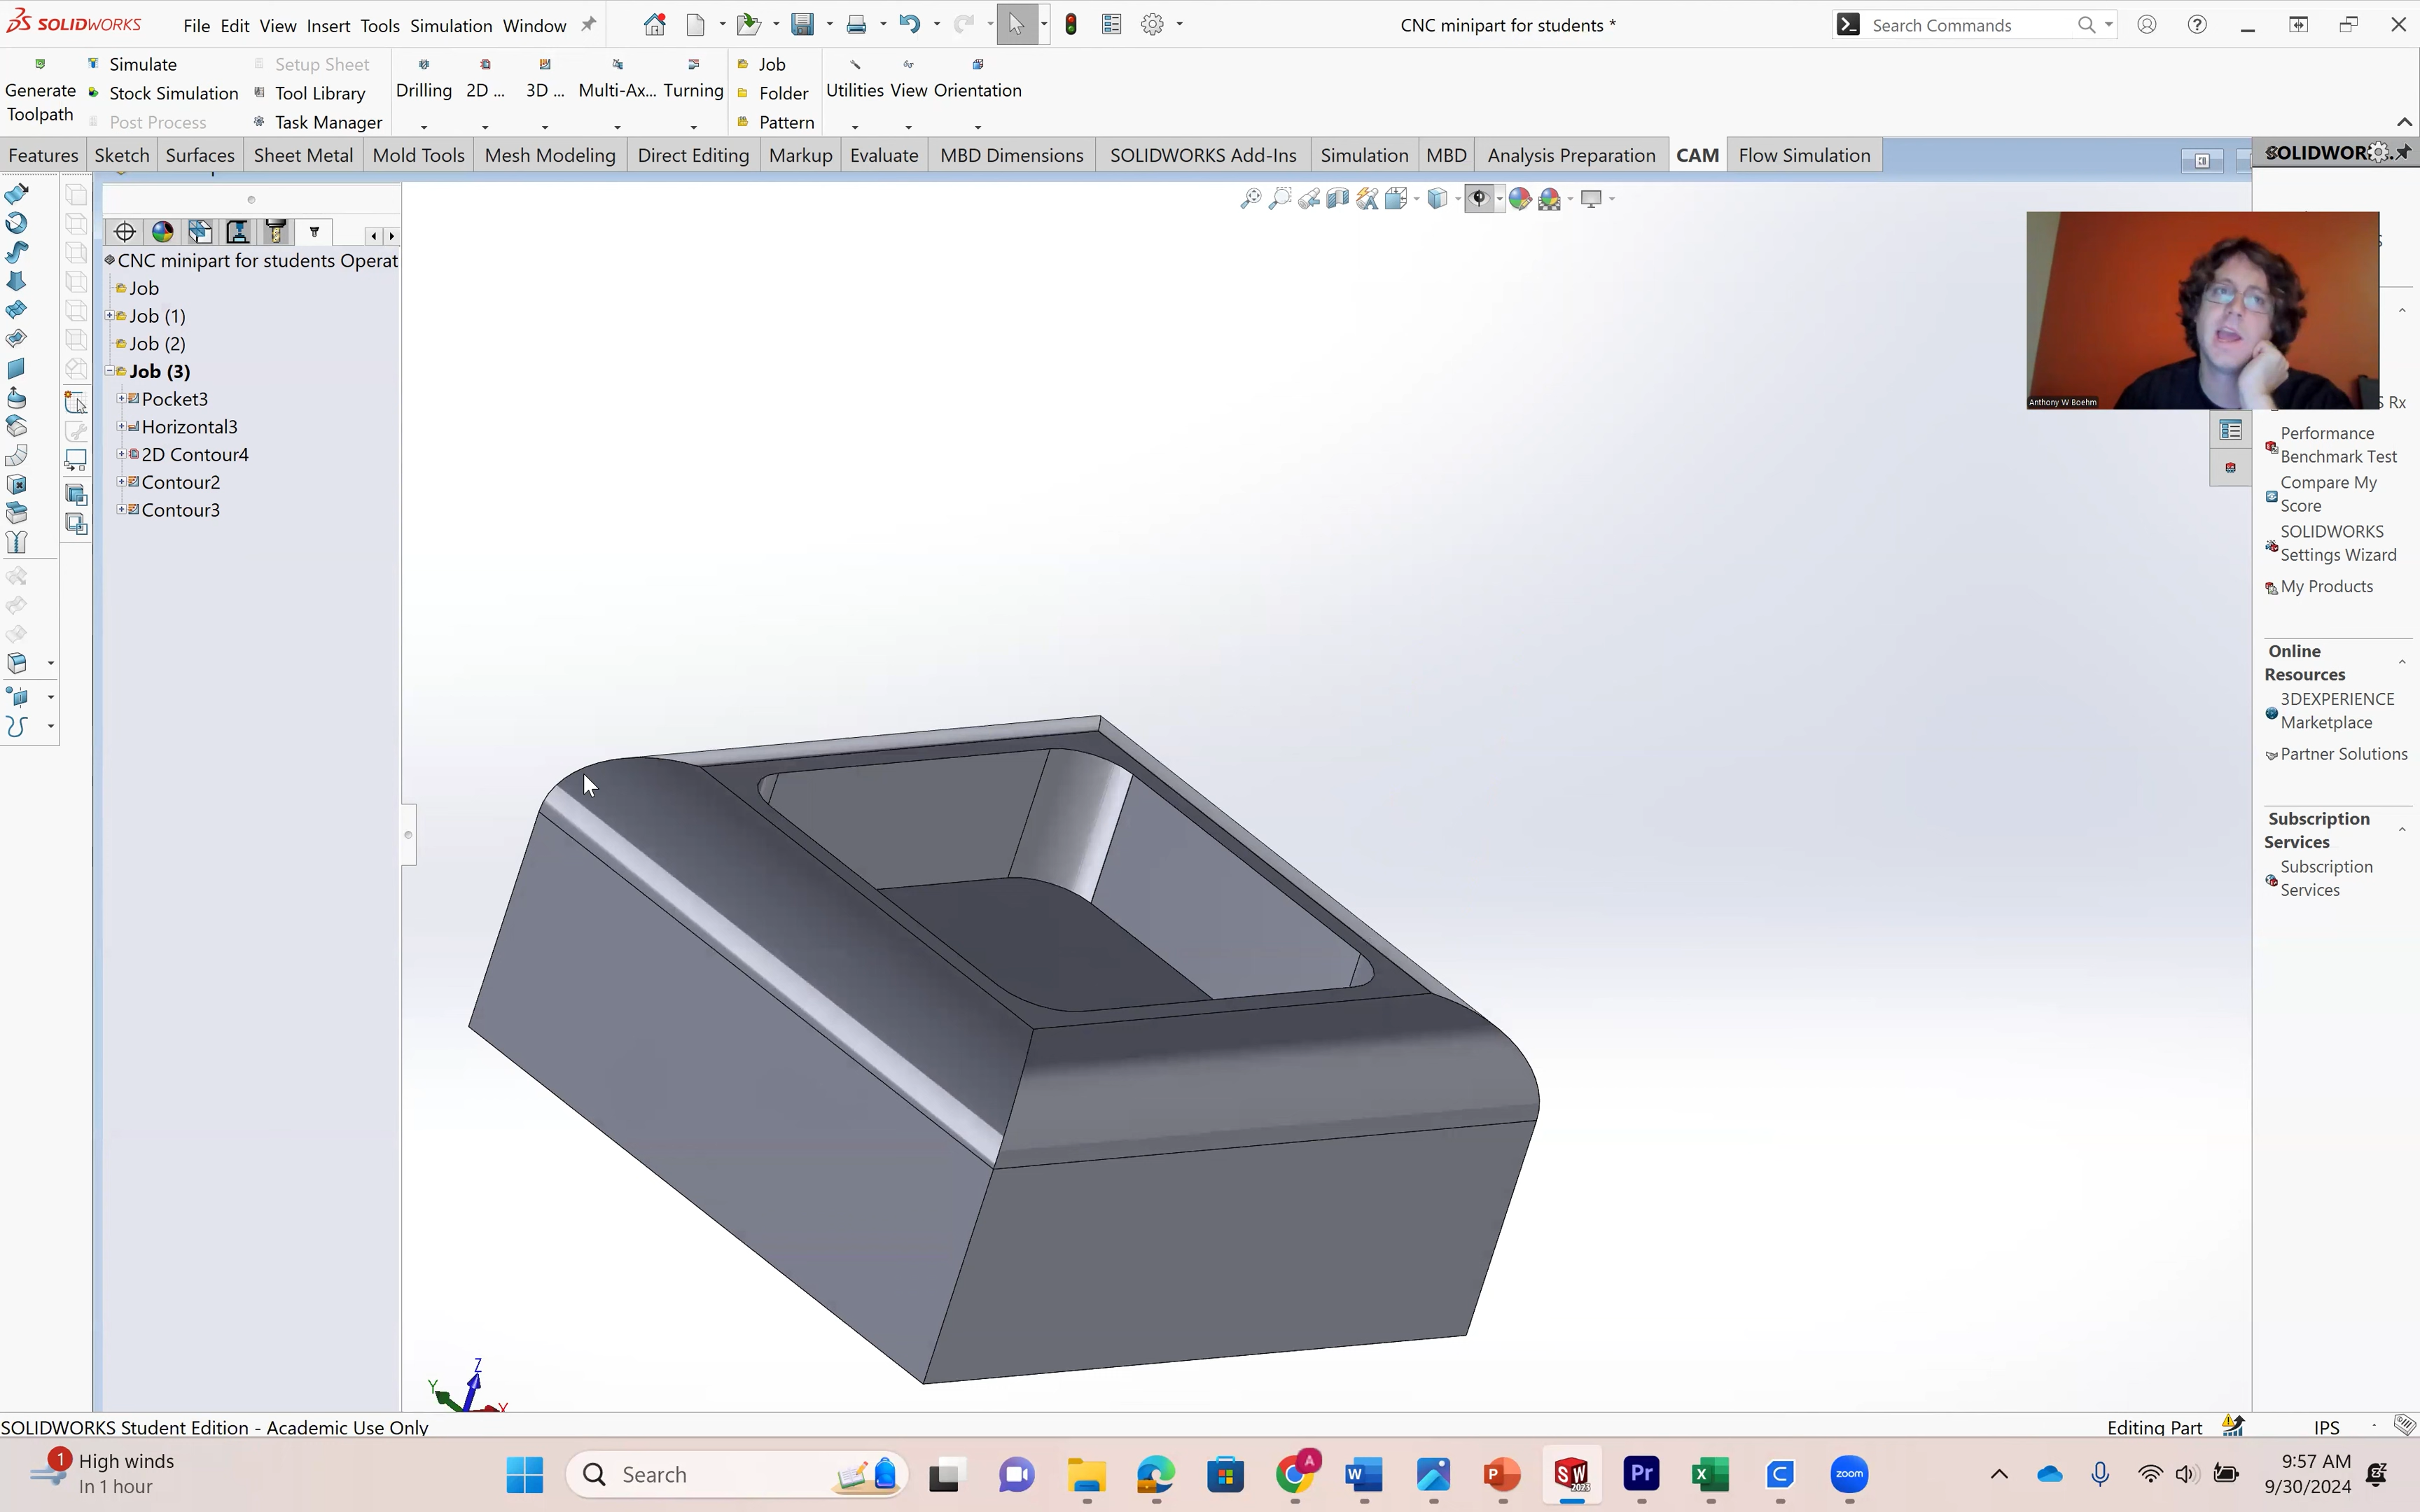 SOLIDWORKS File Edit View Insert Tools Simulation Window CNC minipart for students * Search Commands
Generate Toolpath
Simulate
Stock Simulation
Post Process
Setup Sheet
Tool Library
Task Manager
Drilling 2D ... 3D ... Multi-Ax... Turning
Job
Folder
Pattern
Utilities View Orientation
Features Sketch Surfaces Sheet Metal Mold Tools Mesh Modeling Direct Editing Markup Evaluate MBD Dimensions SOLIDWORKS Add-Ins Simulation MBD Analysis Preparation CAM Flow Simulation
CNC minipart for students Operat
Job
Job (1)
Job (2)
Job (3)
Pocket3
Horizontal3
2D Contour4
Contour2
Contour3
Anthony W Boehm
Rx
Performance
Benchmark Test
Compare My
Score
SOLIDWORKS
Settings Wizard
My Products
Online
Resources
3DEXPERIENCE
Marketplace
Partner Solutions
Subscription
Services
Subscription
Services
Z
Y
X
SOLIDWORKS Student Edition - Academic Use Only
Editing Part IPS
1
High winds
In 1 hour
Search
A
W
P
SW
2023
Pr
X
C
zoom
9:57 AM
9/30/2024